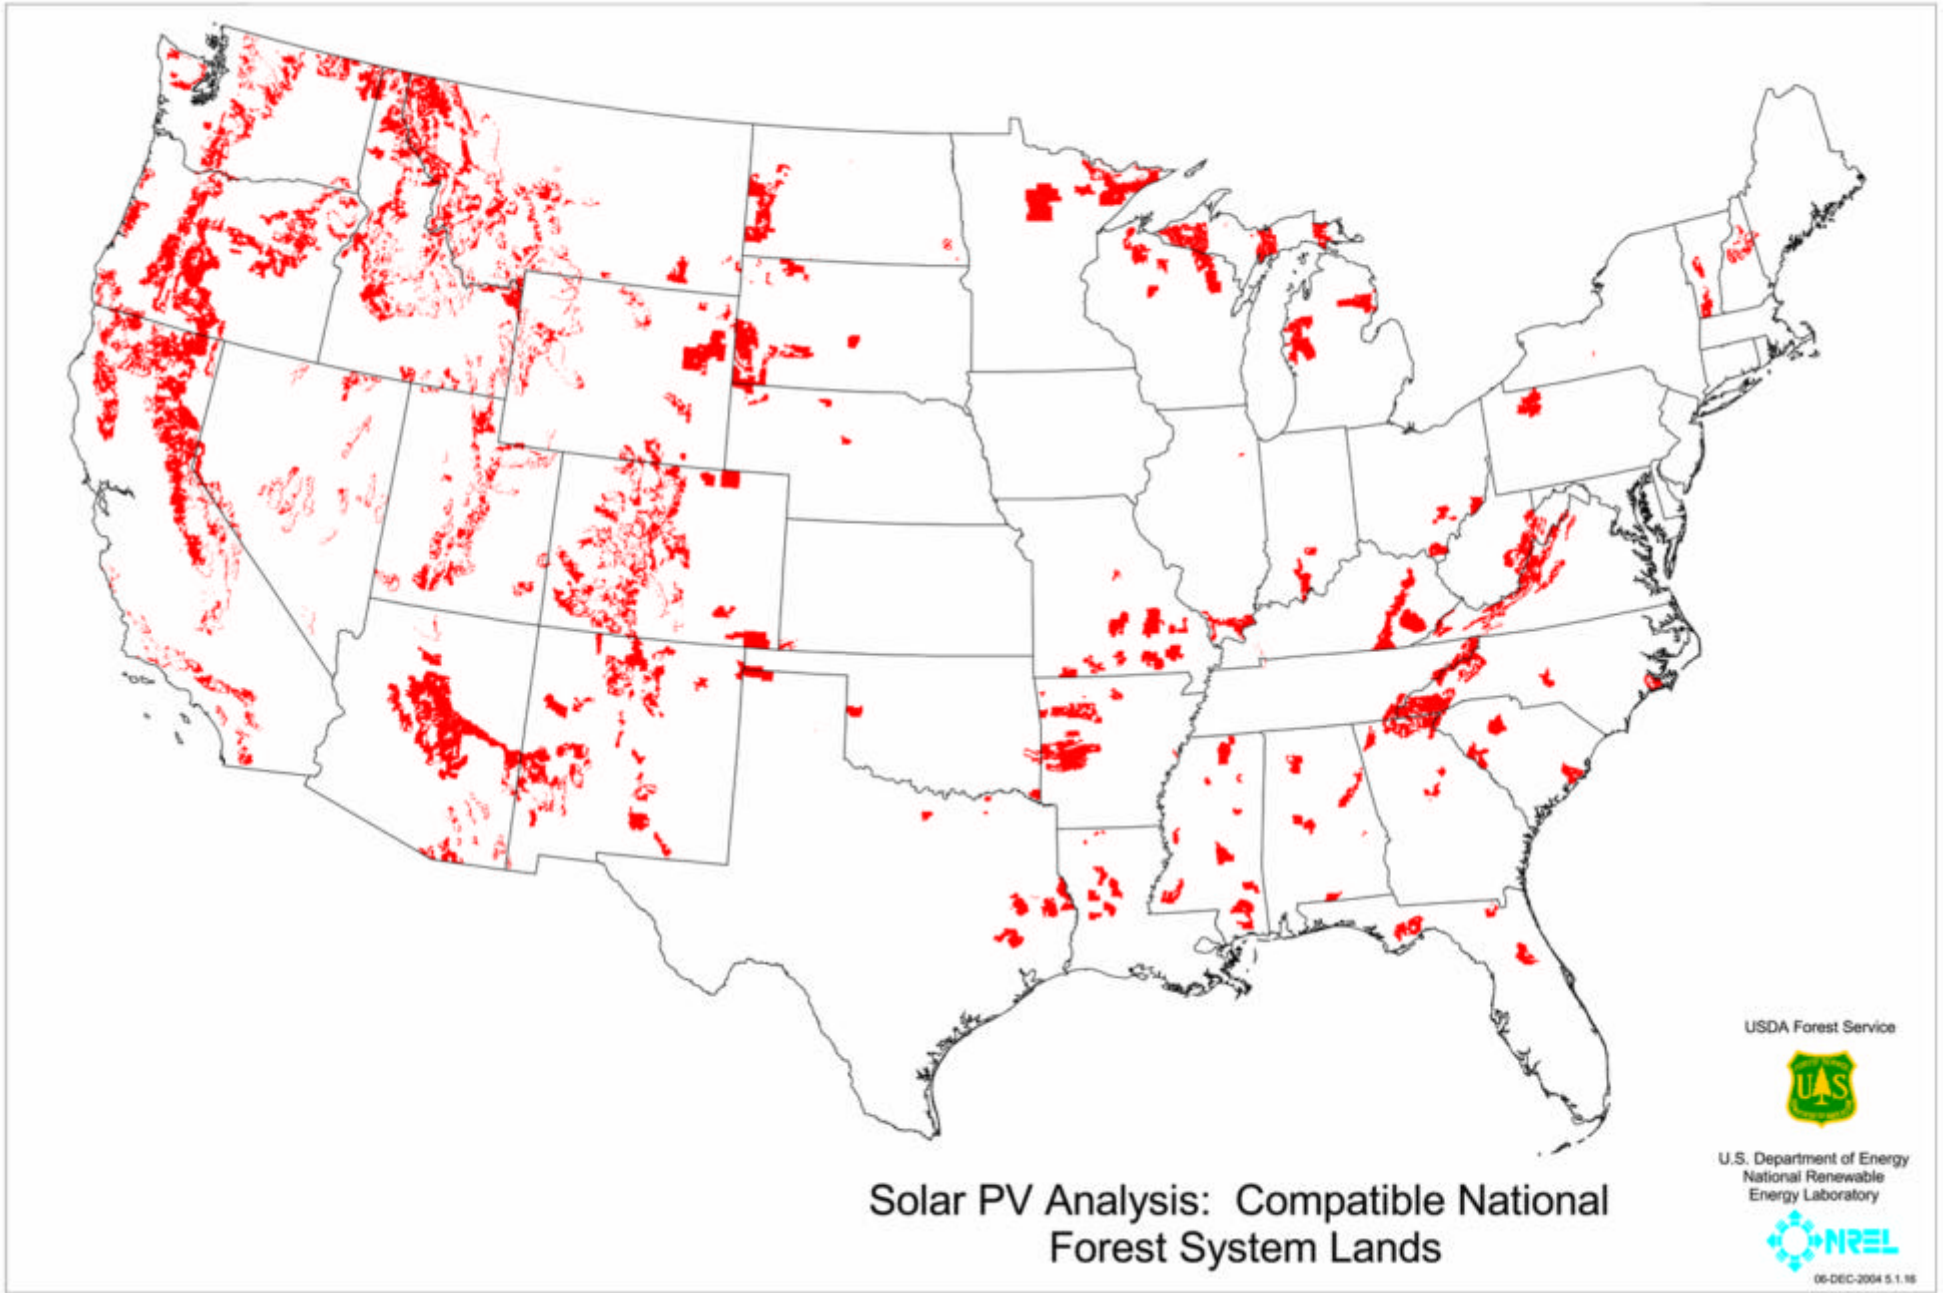 USDA Forest Service
UAS
U.S. Department of Energy
National Renewable
Energy Laboratory
NREL
06-DEC-2004 5.1.16
Solar PV Analysis:  Compatible National
Forest System Lands